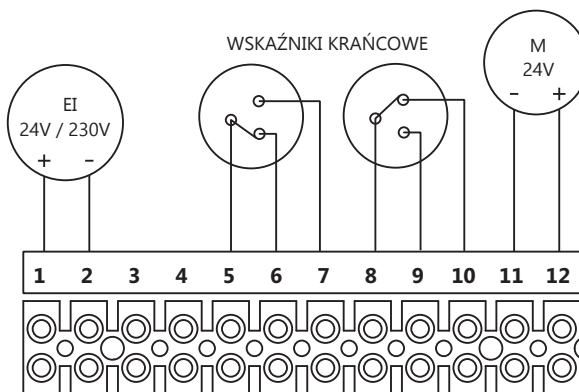 WSKAŹNIKI KRAŃCOWE
M
24V
- +
EI
24V / 230V
+ -
1 2 3 4 5 6 7 8 9 10 11 12